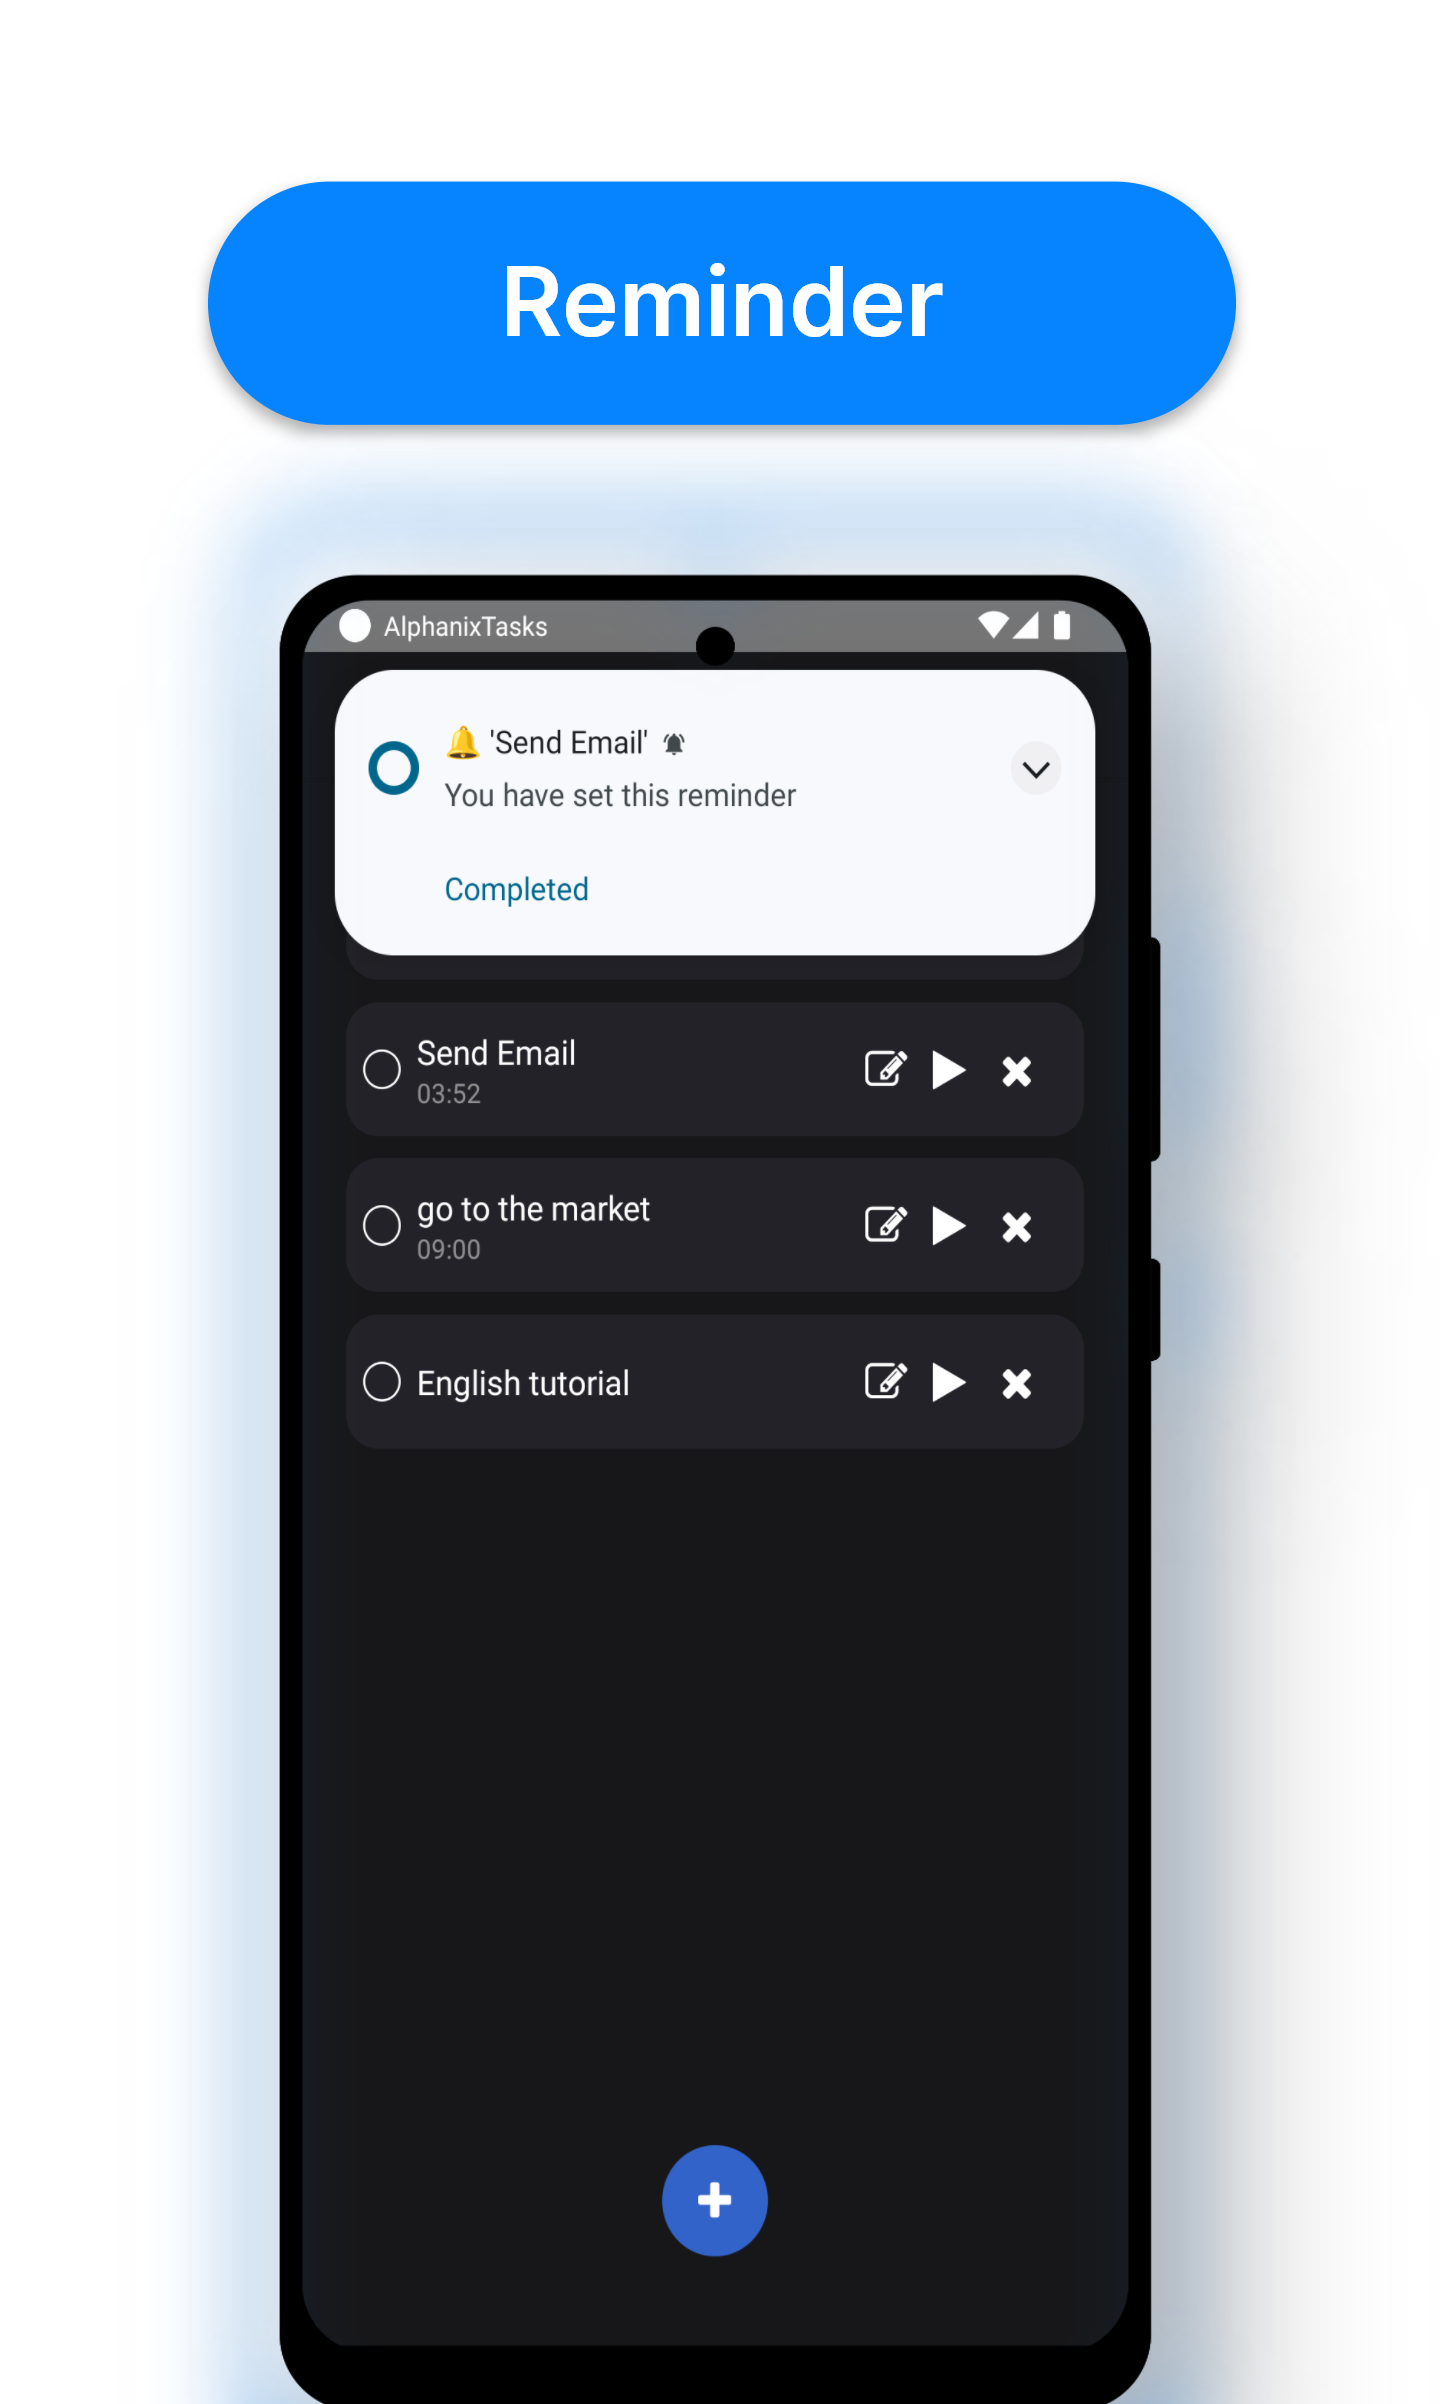 Reminder
AlphanixTasks
🔔 'Send Email'
You have set this reminder
Completed
Send Email
03:52
go to the market
09:00
English tutorial